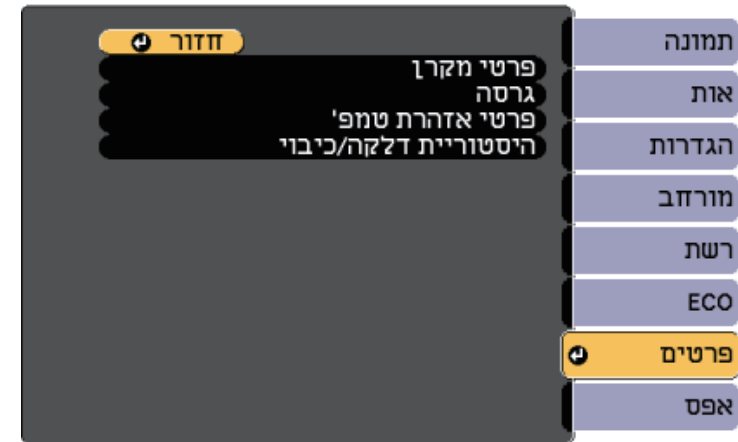 תמונה
אות
הגדרות
מורחב
רשת
ECO
פרטים
אפס
חזור
פרטי מקרן
גרסה
פרטי אזהרת טמפ'
היסטוריית דלקה/כיבוי